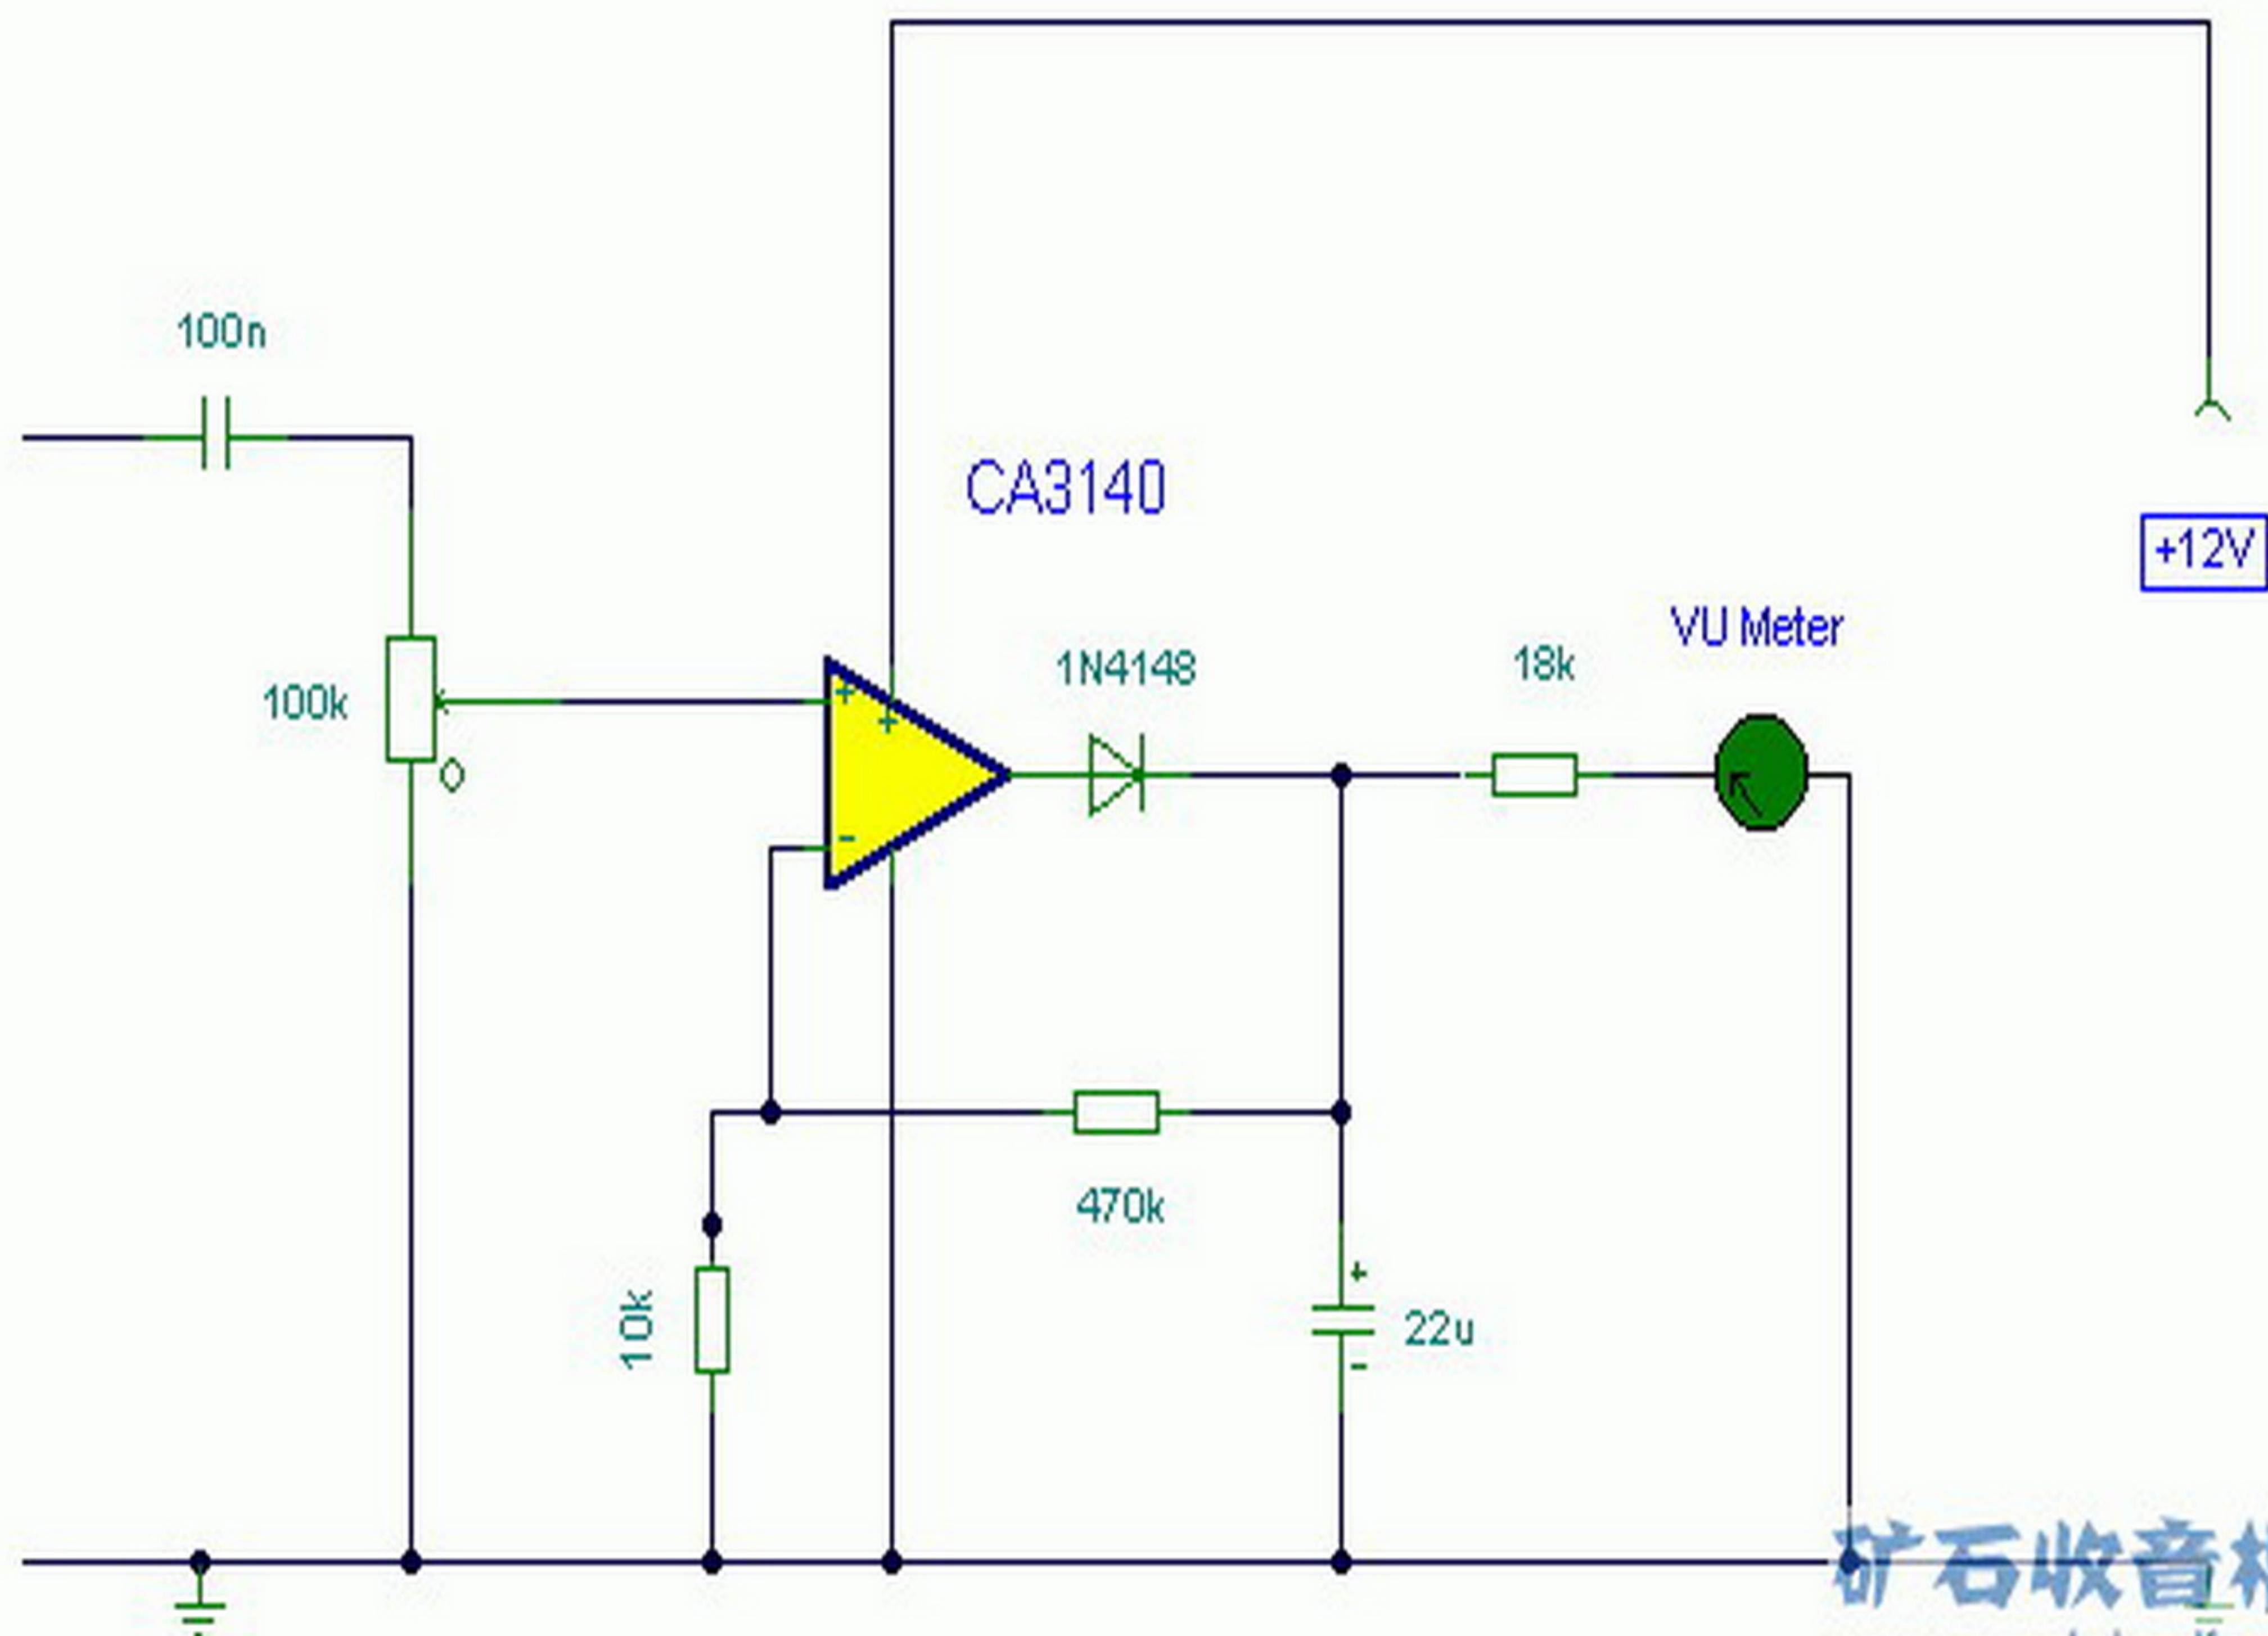 100n
CA3140
+12V
VU Meter
1N4148
18k
100k
470k
10k
22u
矿石收音